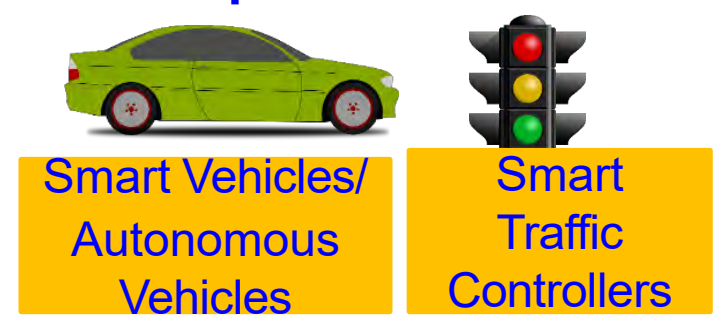 Smart Vehicles/
Autonomous
Vehicles
Smart
Traffic
Controllers